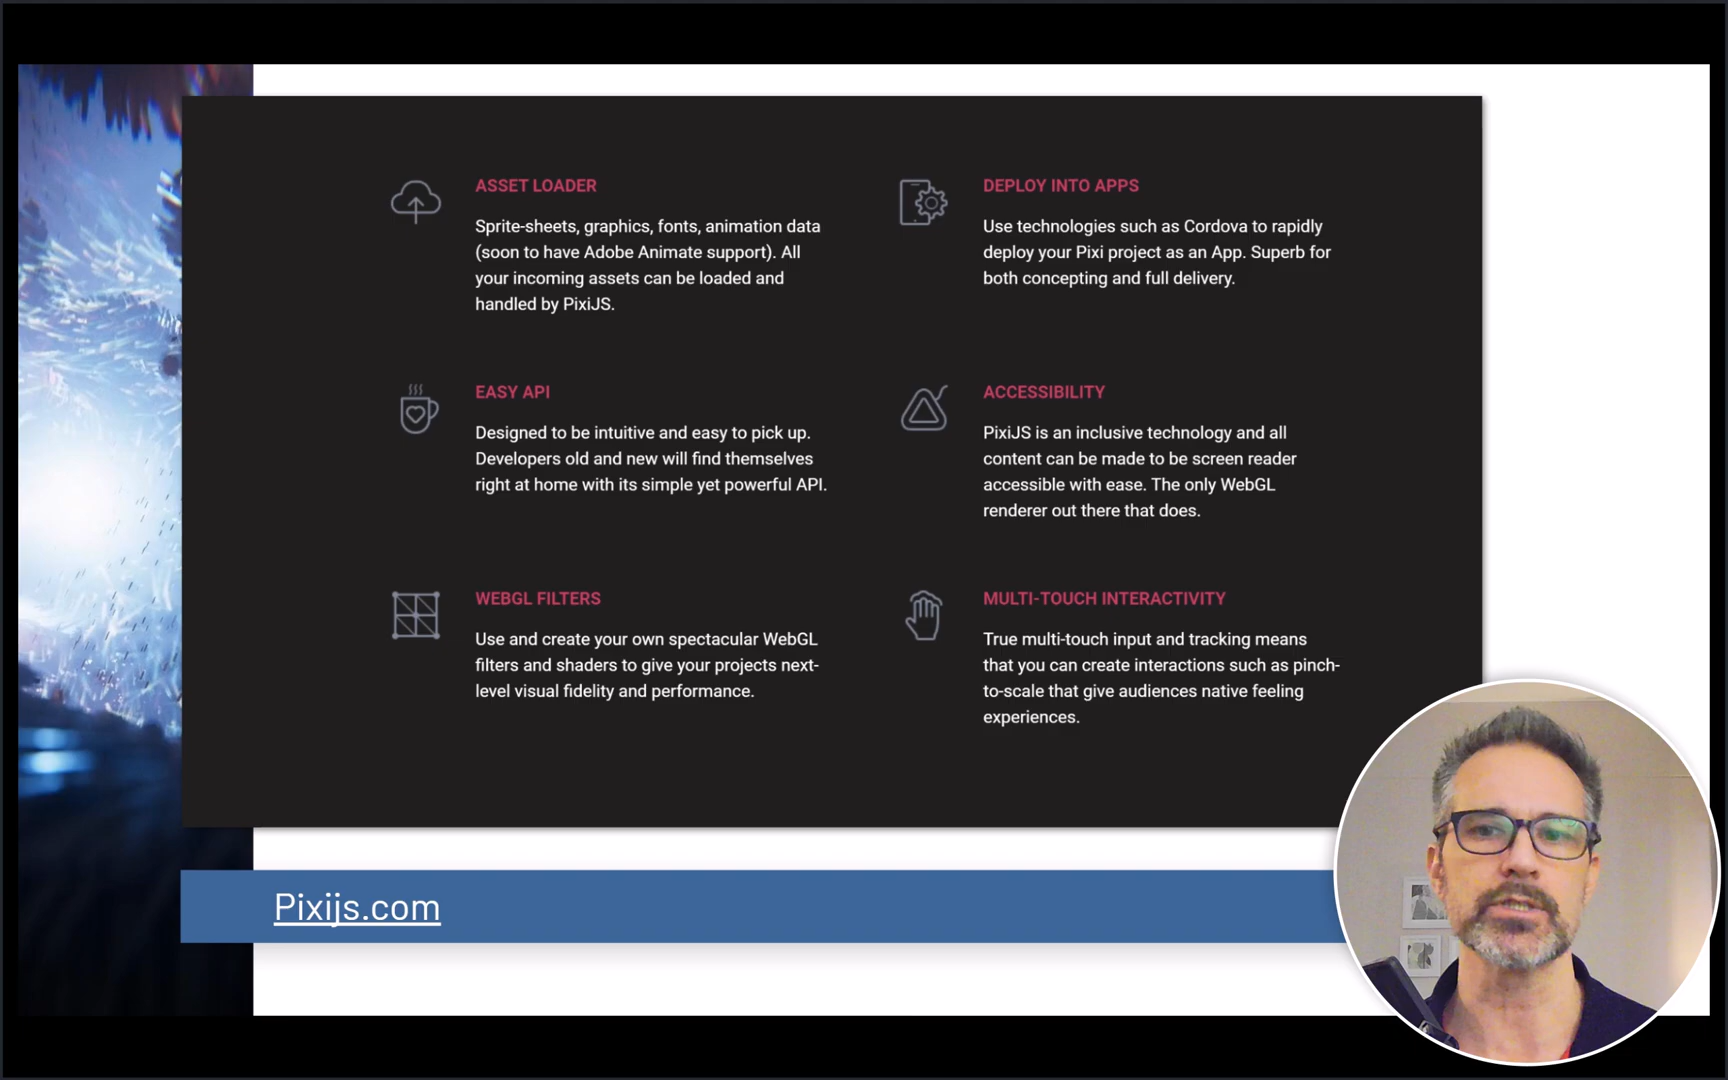 ASSET LOADER
Sprite-sheets, graphics, fonts, animation data
(soon to have Adobe Animate support). All
your incoming assets can be loaded and
handled by PixiJS.
DEPLOY INTO APPS
Use technologies such as Cordova to rapidly
deploy your Pixi project as an App. Superb for
both concepting and full delivery.
EASY API
Designed to be intuitive and easy to pick up.
Developers old and new will find themselves
right at home with its simple yet powerful API.
ACCESSIBILITY
PixiJS is an inclusive technology and all
content can be made to be screen reader
accessible with ease. The only WebGL
renderer out there that does.
WEBGL FILTERS
Use and create your own spectacular WebGL
filters and shaders to give your projects next-
level visual fidelity and performance.
MULTI-TOUCH INTERACTIVITY
True multi-touch input and tracking means
that you can create interactions such as pinch-
to-scale that give audiences native feeling
experiences.
Pixijs.com